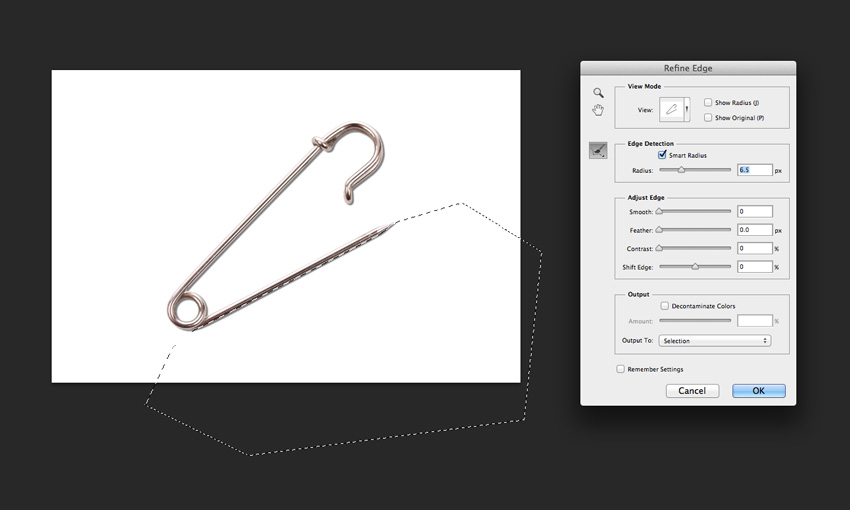 Refine Edge
View Mode
View:
Show Radius (J)
Show Original (P)
Edge Detection
Smart Radius
Radius: 6.5 px
Adjust Edge
Smooth: 0
Feather: 0.0 px
Contrast: 0 %
Shift Edge: 0 %
Output
Decontaminate Colors
Amount: %
Output To: Selection
Remember Settings
Cancel OK